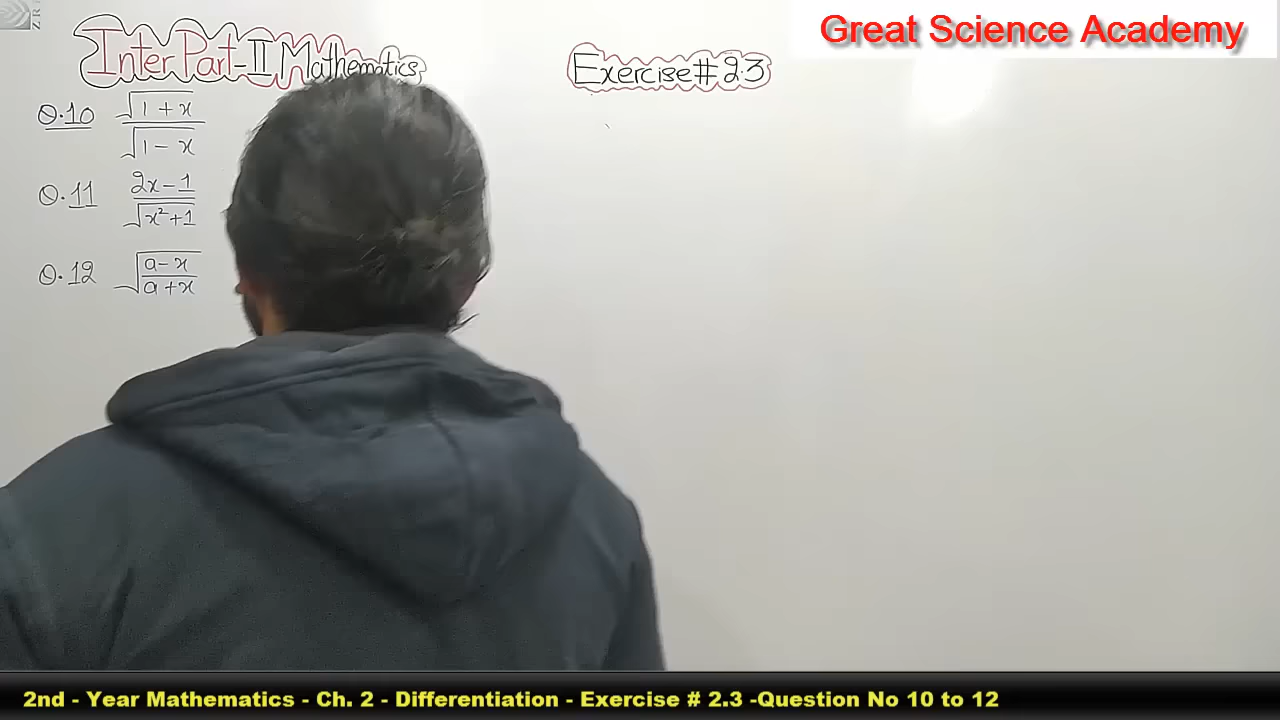 Great Science Academy
Inter Part-II Mathematics
Exercise # 2.3
Q.10 √1+x / √1-x
Q.11 2x-1 / √x²+1
Q.12 √a-x / a+x
2nd - Year Mathematics - Ch. 2 - Differentiation - Exercise # 2.3 -Question No 10 to 12